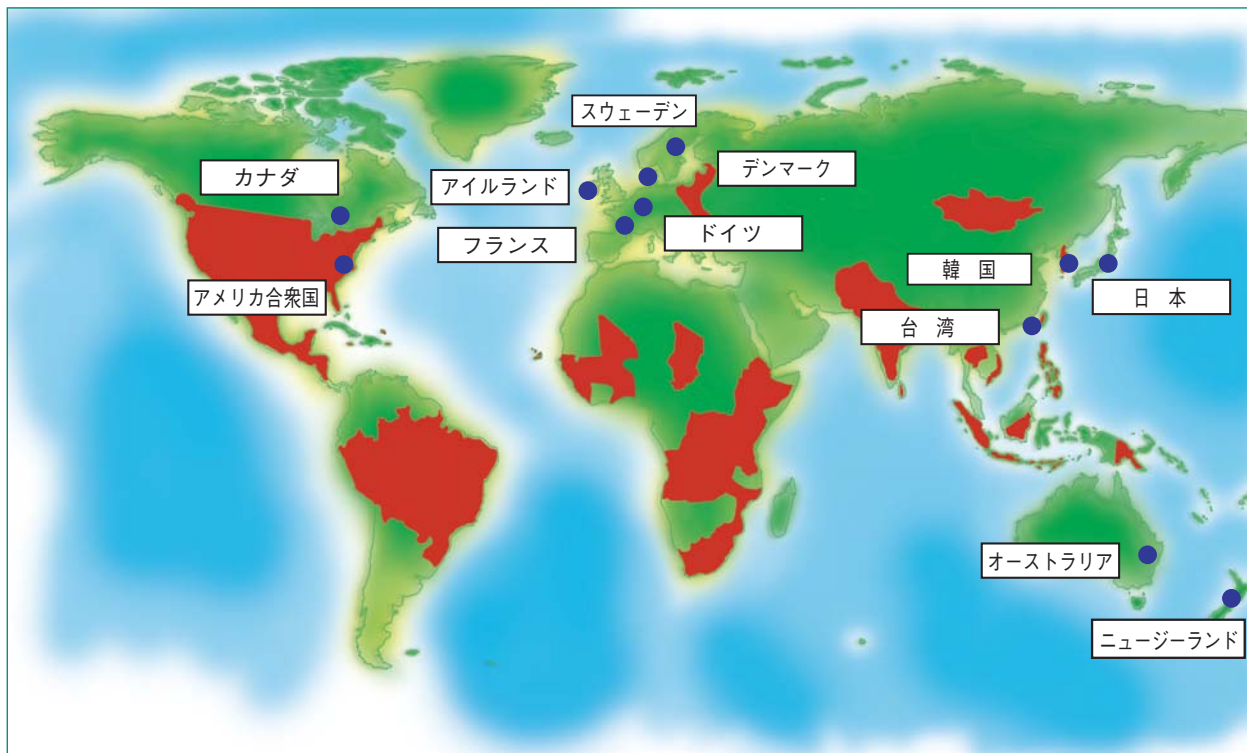 スウェーデン
デンマーク
カナダ
アイルランド
フランス
ドイツ
アメリカ合衆国
韓 国
日 本
台 湾
オーストラリア
ニュージーランド